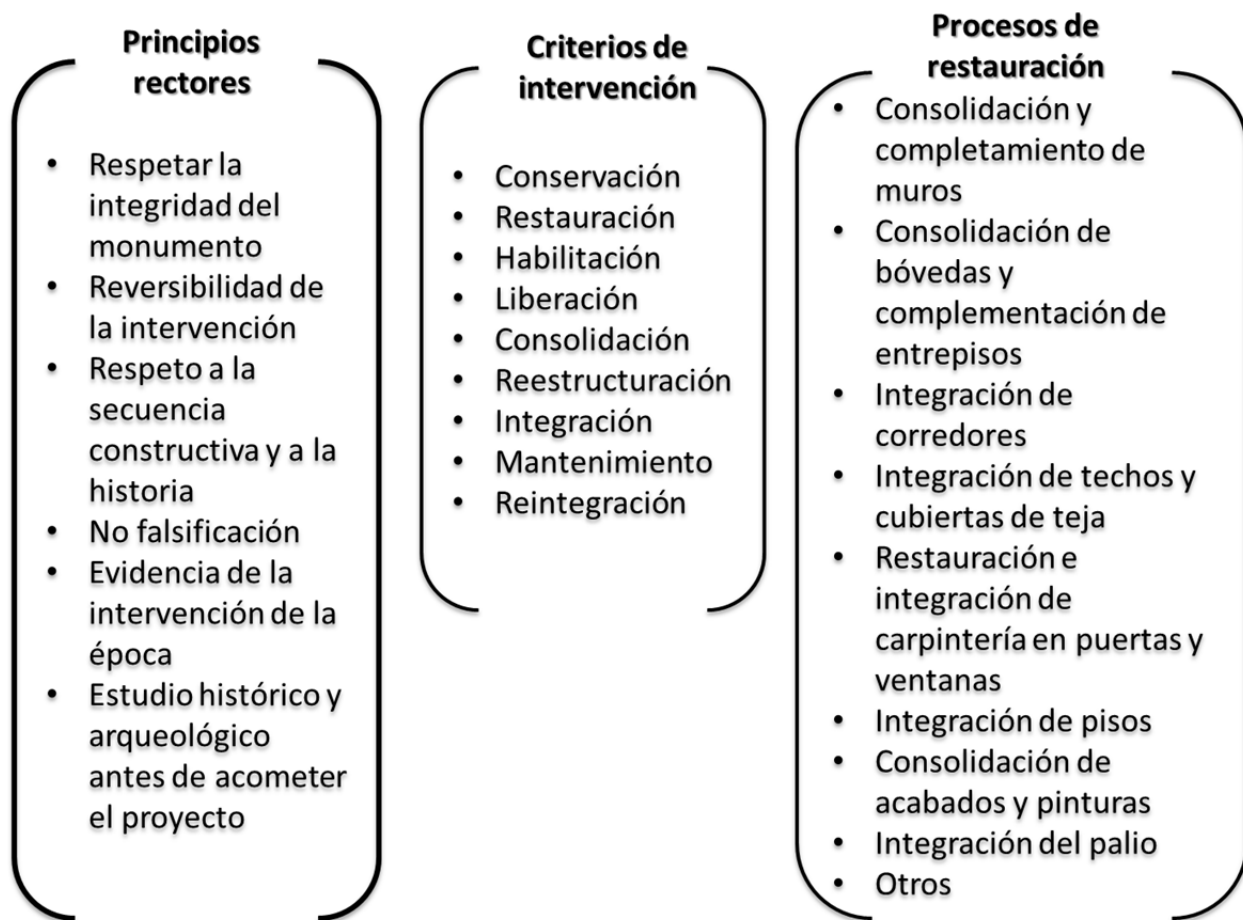 Principios
rectores
• Respetar la
integridad del
monumento
• Reversibilidad de
la intervención
• Respeto a la
secuencia
constructiva y a la
historia
• No falsificación
• Evidencia de la
intervención de la
época
• Estudio histórico y
arqueológico
antes de acometer
el proyecto
Criterios de
intervención
• Conservación
• Restauración
• Habilitación
• Liberación
• Consolidación
• Reestructuración
• Integración
• Mantenimiento
• Reintegración
Procesos de
restauración
• Consolidación y
completamiento de
muros
• Consolidación de
bóvedas y
complementación de
entrepisos
• Integración de
corredores
• Integración de techos y
cubiertas de teja
• Restauración e
integración de
carpintería en puertas y
ventanas
• Integración de pisos
• Consolidación de
acabados y pinturas
• Integración del palio
• Otros